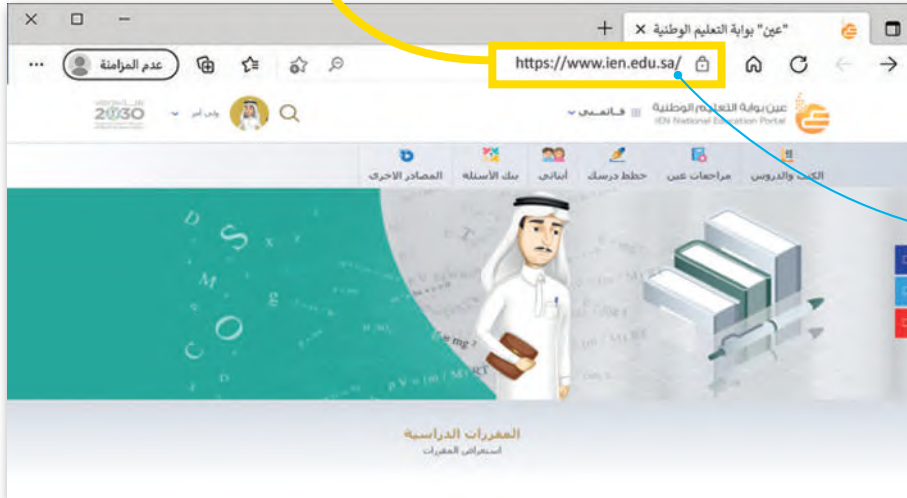 "عين" بوابة التعليم الوطنية
عدم المزامنة
https://www.ien.edu.sa/
عين بوابة التعليم الوطنية
IEN National Education Portal
قائمتي
ولي أمر
2030
الكتب والدروس
مراجعات عين
خطط درسك
أبنائي
بنك الأسئلة
المصادر الأخرى
المقررات الدراسية
استعراض المقررات